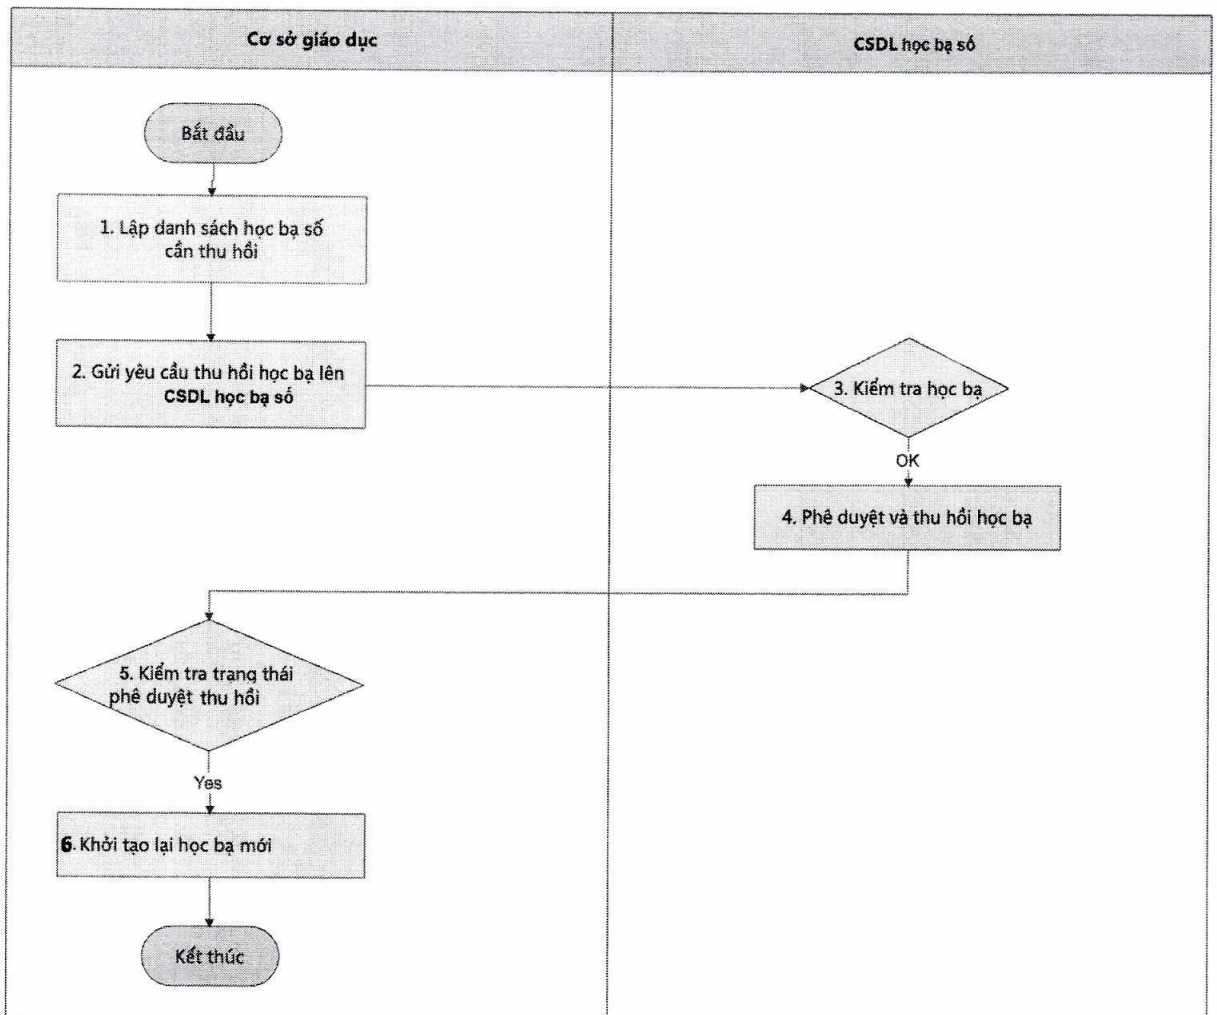 Cơ sở giáo dục
CSDL học bạ số
Bắt đầu
1. Lập danh sách học bạ số
cần thu hồi
2. Gửi yêu cầu thu hồi học bạ lên
CSDL học bạ số
3. Kiểm tra học bạ
OK
4. Phê duyệt và thu hồi học bạ
5. Kiểm tra trạng thái
phê duyệt thu hồi
Yes
6. Khởi tạo lại học bạ mới
Kết thúc